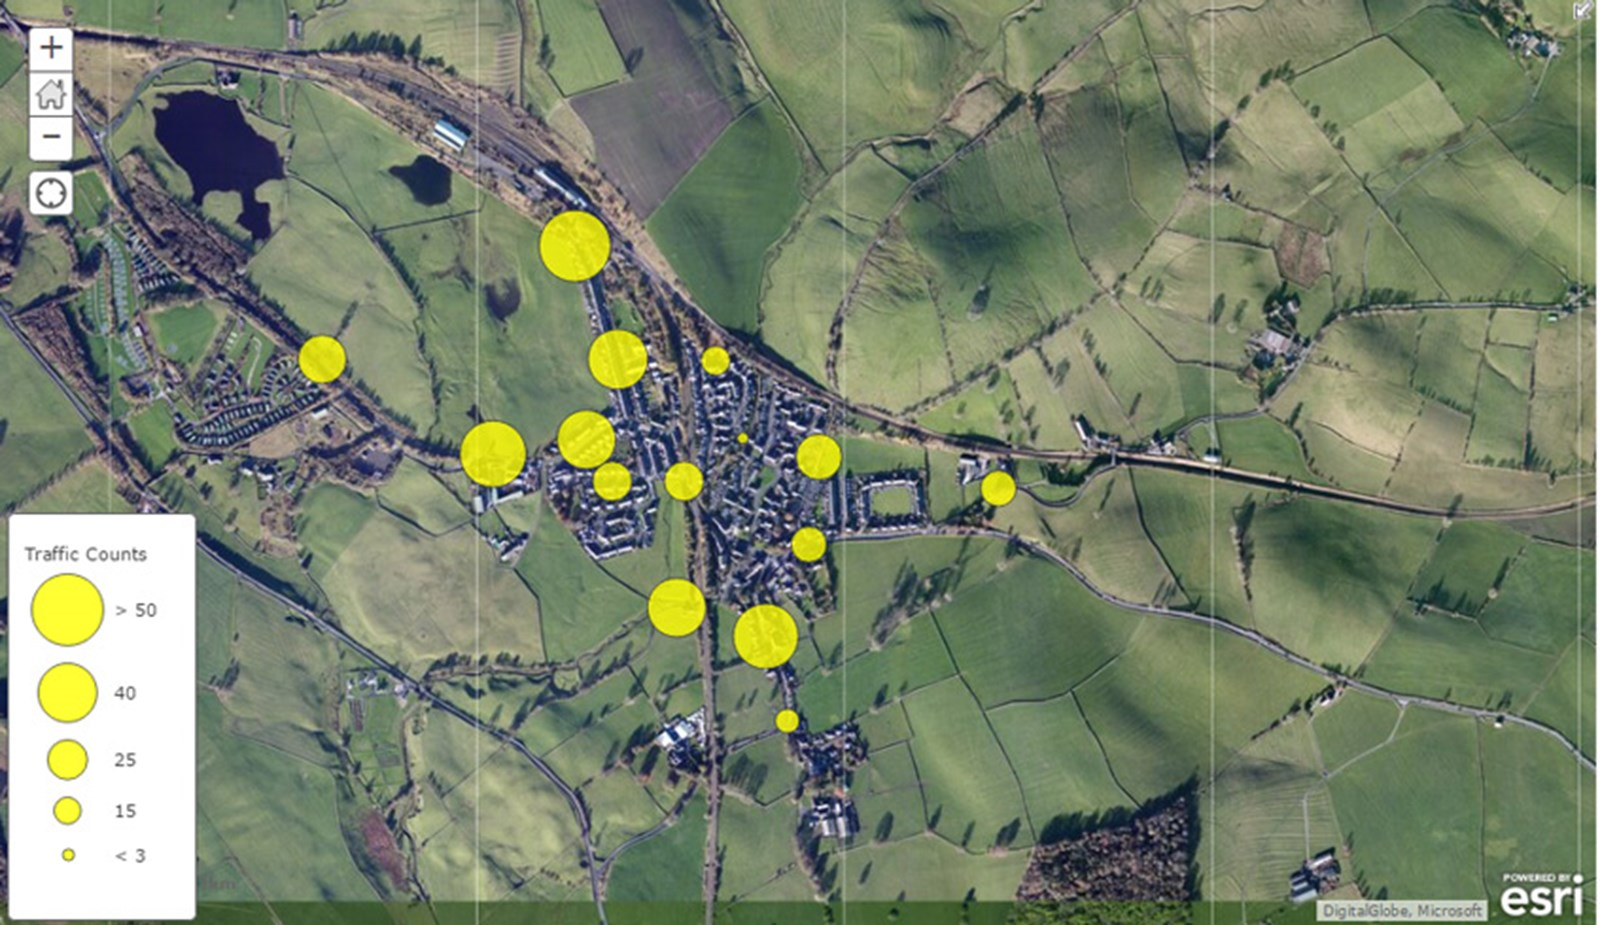 +
−
Traffic Counts
> 50
40
25
15
< 3
POWERED BY
esri
DigitalGlobe, Microsoft